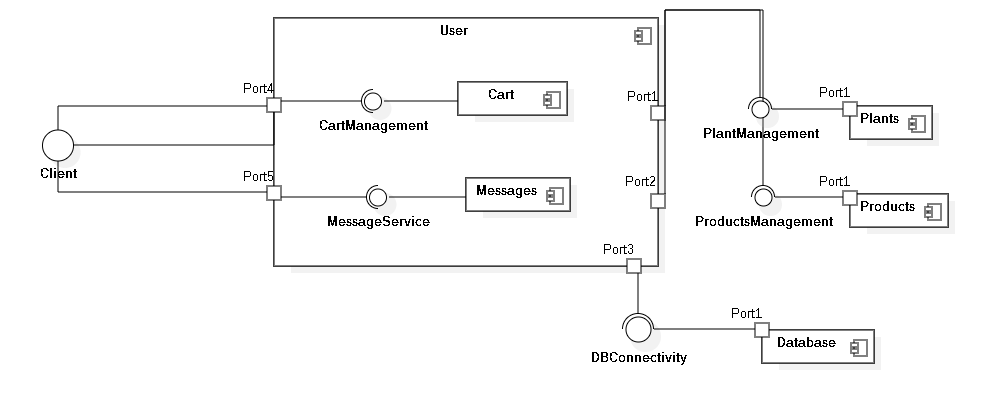 User
Port4
Cart
Port1
Port1
CartManagement
PlantManagement
Plants
Client
Port5
Messages
Port2
Port1
MessageService
ProductsManagement
Products
Port3
Port1
DBConnectivity
Database